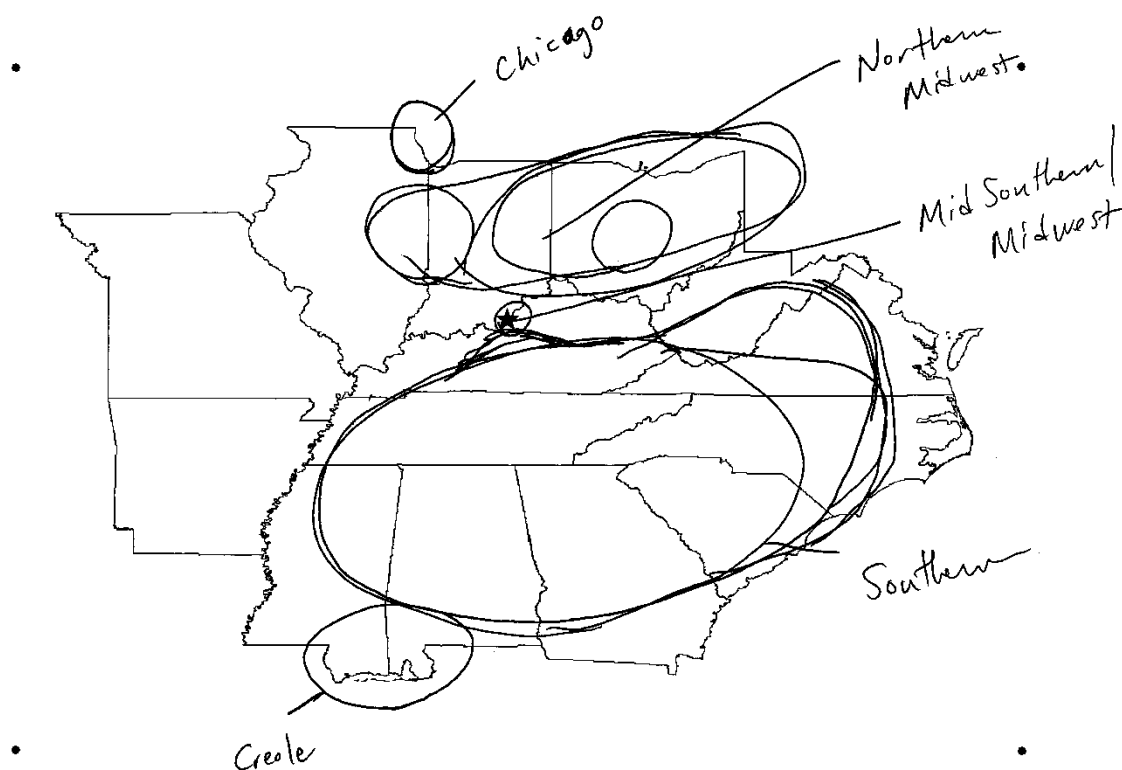 Chicago
Northern
Midwest
Mid Southern/
Midwest
Southern
Creole